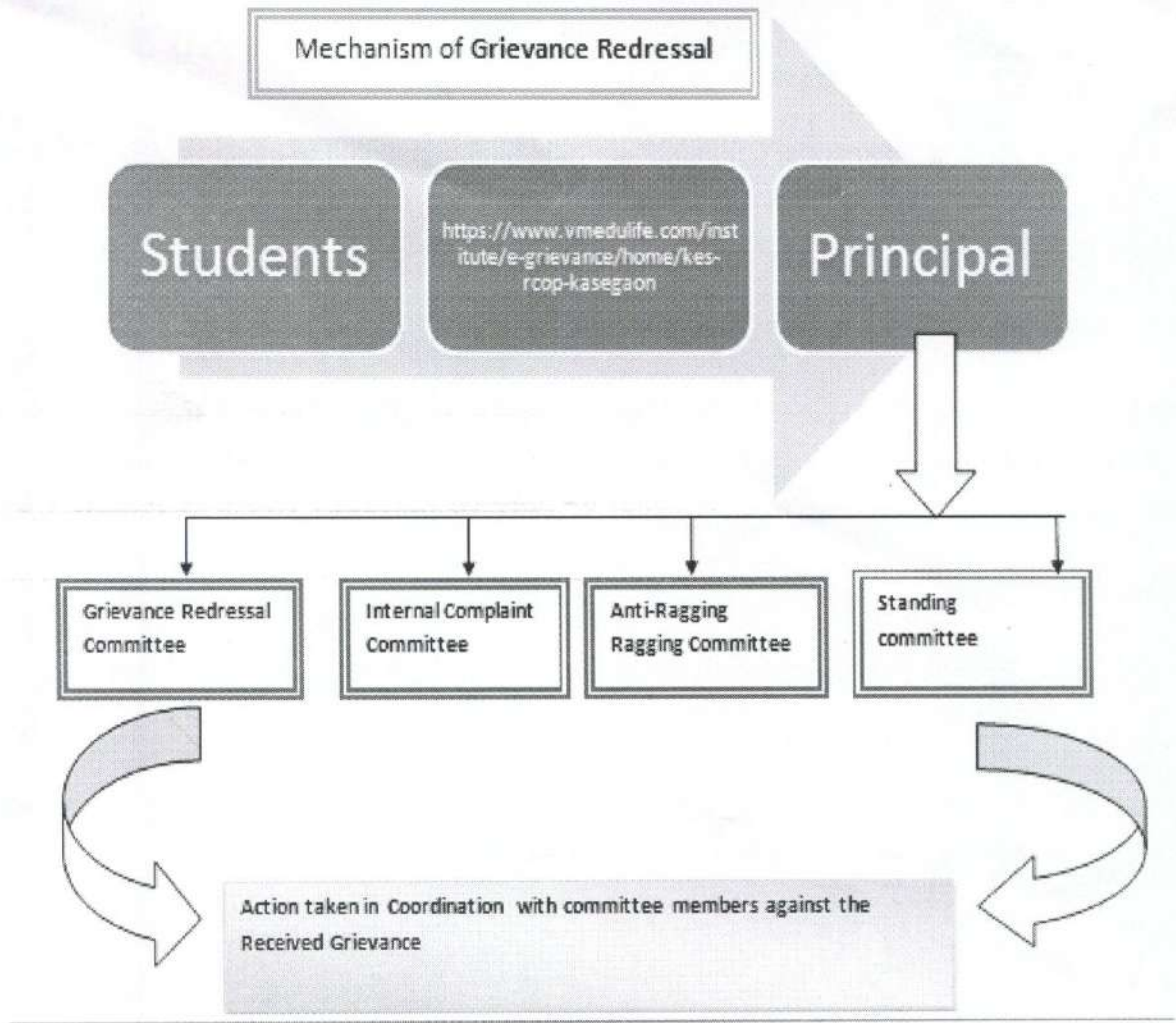 Mechanism of Grievance Redressal
Students
https://www.vmedulife.com/inst
itute/e-grievance/home/kes-
rcop-kasegaon
Principal
Grievance Redressal
Committee
Internal Complaint
Committee
Anti-Ragging
Ragging Committee
Standing
committee
Action taken in Coordination with committee members against the
Received Grievance